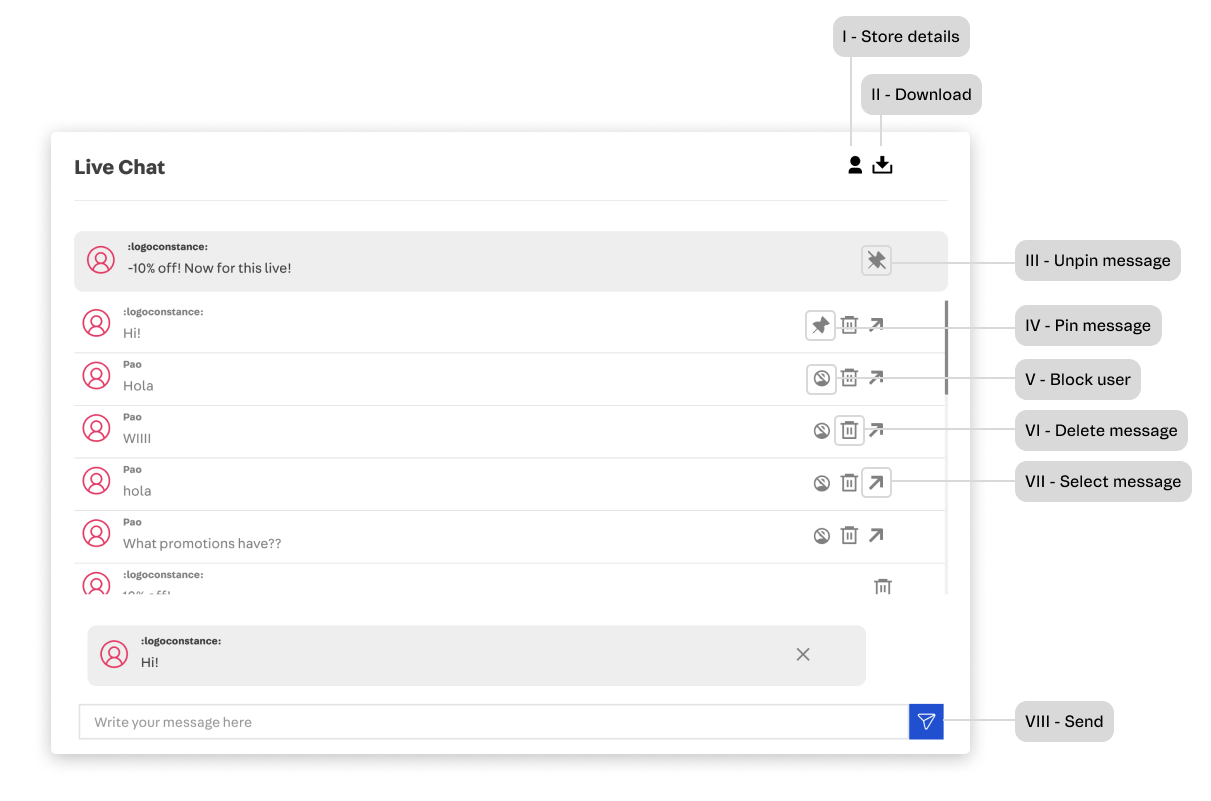 I - Store details
II - Download
Live Chat
:logoconstance:
-10% off! Now for this live!
III - Unpin message
:logoconstance:
Hi!
IV - Pin message
Pao
Hola
V - Block user
Pao
WIIII
VI - Delete message
Pao
hola
VII - Select message
Pao
What promotions have??
:logoconstance:
10% off!
:logoconstance:
Hi!
Write your message here
VIII - Send